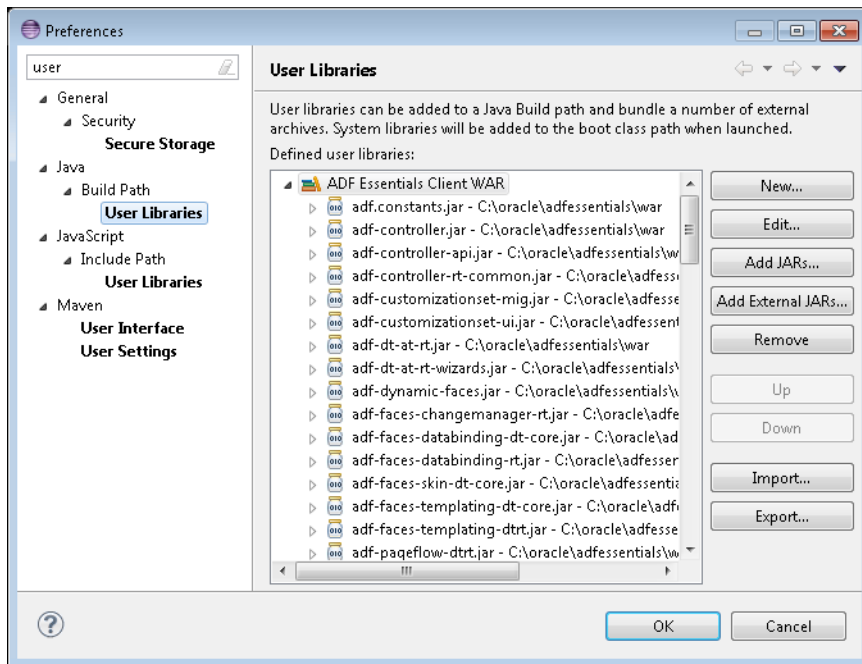 Preferences
user
General
Security
Secure Storage
Java
Build Path
User Libraries
JavaScript
Include Path
User Libraries
Maven
User Interface
User Settings
User Libraries
User libraries can be added to a Java Build path and bundle a number of external
archives. System libraries will be added to the boot class path when launched.
Defined user libraries:
ADF Essentials Client WAR
adf.constants.jar - C:\oracle\adfessentials\war
adf-controller.jar - C:\oracle\adfessentials\war
adf-controller-api.jar - C:\oracle\adfessentials\w
adf-controller-rt-common.jar - C:\oracle\adfess
adf-customizationset-mig.jar - C:\oracle\adfesse
adf-customizationset-ui.jar - C:\oracle\adfessent
adf-dt-at-rt.jar - C:\oracle\adfessentials\war
adf-dt-at-rt-wizards.jar - C:\oracle\adfessentials\
adf-dynamic-faces.jar - C:\oracle\adfessentials\
adf-faces-changemanager-rt.jar - C:\oracle\adfe
adf-faces-databinding-dt-core.jar - C:\oracle\ad
adf-faces-databinding-rt.jar - C:\oracle\adfesser
adf-faces-skin-dt-core.jar - C:\oracle\adfessentia
adf-faces-templating-dt-core.jar - C:\oracle\adf
adf-faces-templating-dtrt.jar - C:\oracle\adfesse
adf-pageflow-dtrt.jar - C:\oracle\adfessentials\w
New...
Edit...
Add JARs...
Add External JARs...
Remove
Up
Down
Import...
Export...
OK
Cancel